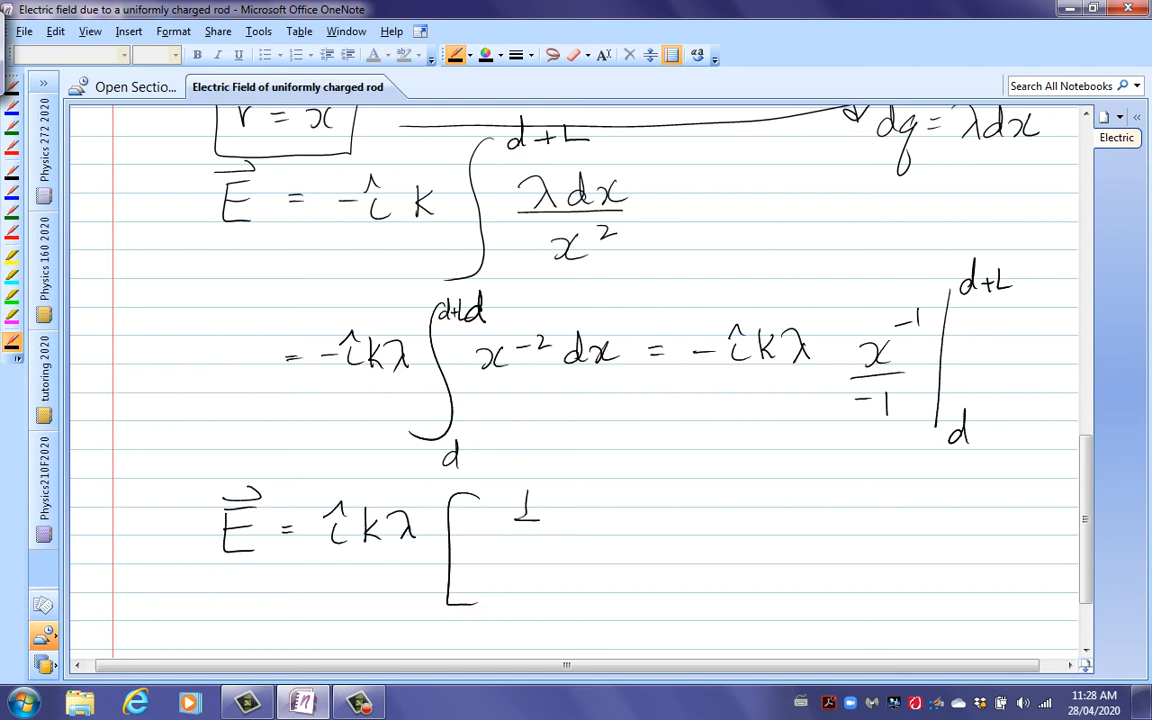 Electric field due to a uniformly charged rod - Microsoft Office OneNote
File Edit View Insert Format Share Tools Table Window Help
Open Sectio... Electric Field of uniformly charged rod Search All Notebooks
Electric
Physics 272 2020
Physics 160 2020
tutoring 2020
Physics210F2020
r = x dq = λdx
d+L
E⃗ = -î k ∫ λdx / x²
= -îkλ ∫ x⁻² dx = -îkλ x⁻¹ / -1 |
d+L d d+L
d d
E⃗ = îkλ [ 1
11:28 AM
28/04/2020